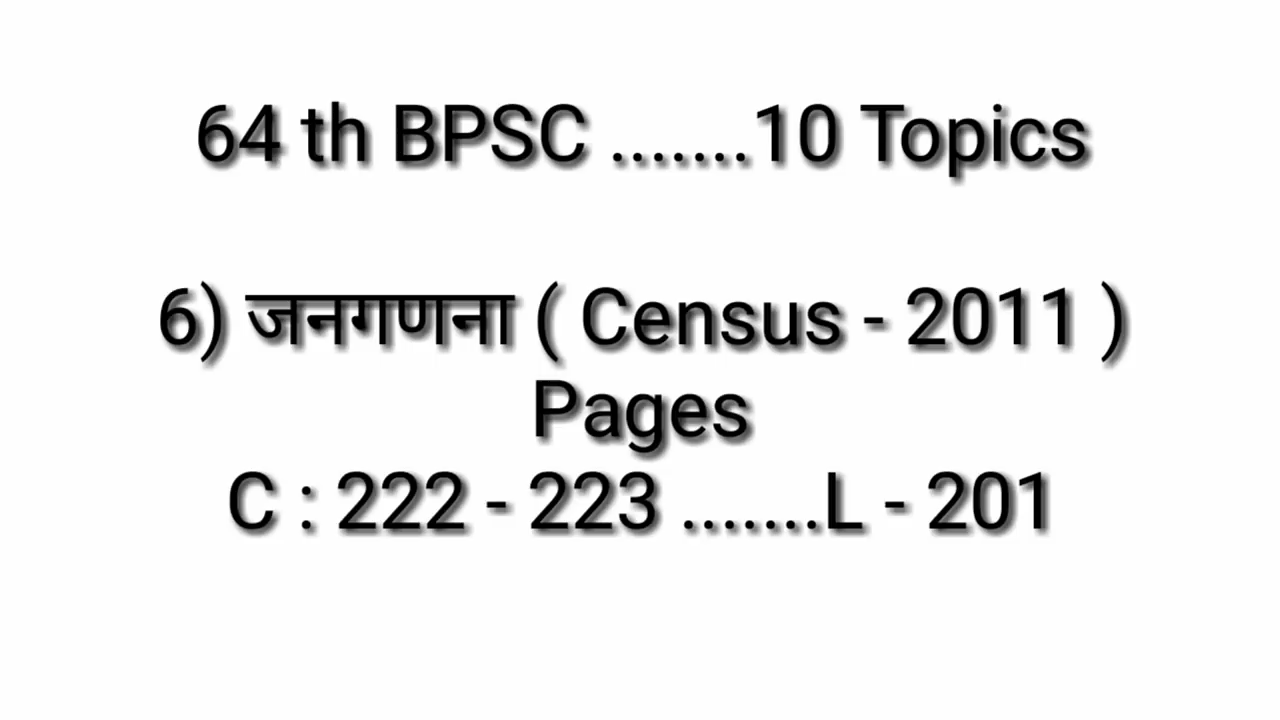 64 th BPSC .......10 Topics
6) जनगणना ( Census - 2011 )
Pages
C : 222 - 223 .......L - 201